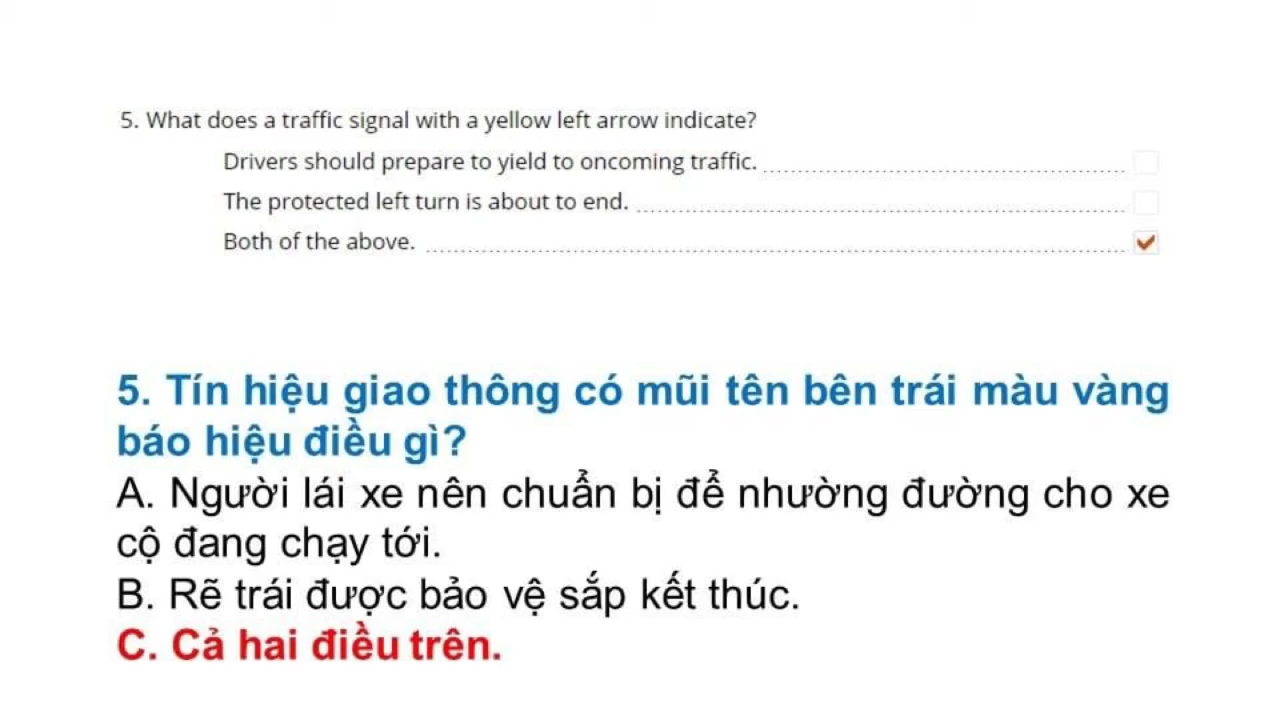 5. What does a traffic signal with a yellow left arrow indicate?
Drivers should prepare to yield to oncoming traffic.
The protected left turn is about to end.
Both of the above.
5. Tín hiệu giao thông có mũi tên bên trái màu vàng
báo hiệu điều gì?
A. Người lái xe nên chuẩn bị để nhường đường cho xe
cộ đang chạy tới.
B. Rẽ trái được bảo vệ sắp kết thúc.
C. Cả hai điều trên.